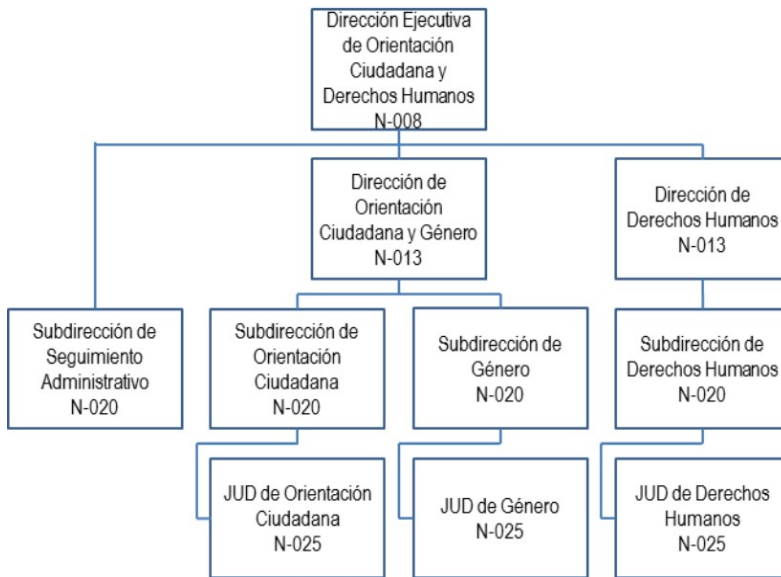 Dirección Ejecutiva
de Orientación
Ciudadana y
Derechos Humanos
N-008
Dirección de
Orientación
Ciudadana y Género
N-013
Dirección de
Derechos Humanos
N-013
Subdirección de
Seguimiento
Administrativo
N-020
Subdirección de
Orientación
Ciudadana
N-020
Subdirección de
Género
N-020
Subdirección de
Derechos Humanos
N-020
JUD de Orientación
Ciudadana
N-025
JUD de Género
N-025
JUD de Derechos
Humanos
N-025